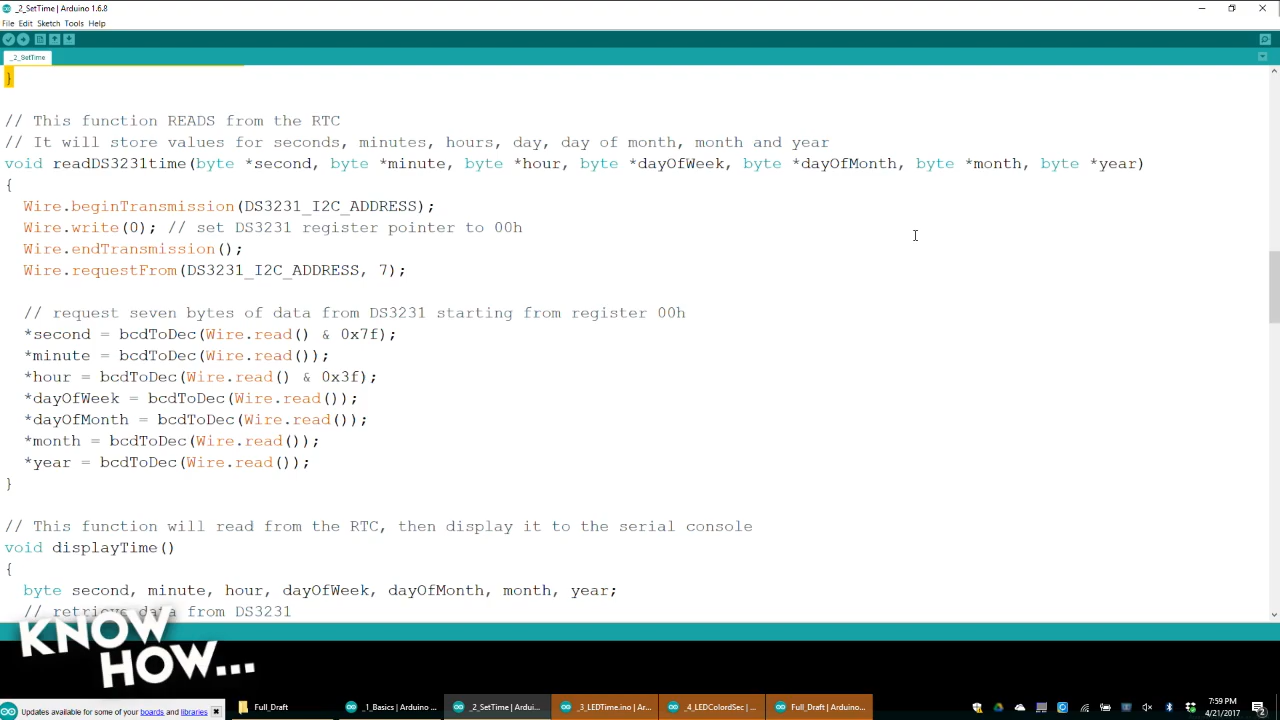 _2_SetTime | Arduino 1.6.8
File Edit Sketch Tools Help
_2_SetTime
}
// This function READS from the RTC
// It will store values for seconds, minutes, hours, day, day of month, month and year
void readDS3231time(byte *second, byte *minute, byte *hour, byte *dayOfWeek, byte *dayOfMonth, byte *month, byte *year)
{
Wire.beginTransmission(DS3231_I2C_ADDRESS);
Wire.write(0); // set DS3231 register pointer to 00h
Wire.endTransmission();
Wire.requestFrom(DS3231_I2C_ADDRESS, 7);
// request seven bytes of data from DS3231 starting from register 00h
*second = bcdToDec(Wire.read() & 0x7f);
*minute = bcdToDec(Wire.read());
*hour = bcdToDec(Wire.read() & 0x3f);
*dayOfWeek = bcdToDec(Wire.read());
*dayOfMonth = bcdToDec(Wire.read());
*month = bcdToDec(Wire.read());
*year = bcdToDec(Wire.read());
}
// This function will read from the RTC, then display it to the serial console
void displayTime()
{
byte second, minute, hour, dayOfWeek, dayOfMonth, month, year;
// retrieve data from DS3231
KNOW
HOW...
Updates available for some of your boards and libraries
Full_Draft
_1_Basics | Arduino ...
_2_SetTime | Ardui...
_3_LEDTime.ino | Ar...
_4_LEDColordSec | ...
Full_Draft | Arduino...
7:59 PM
4/21/2017